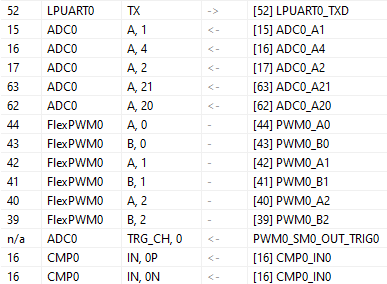 52 LPUART0 TX -> [52] LPUART0_TXD
15 ADC0 A, 1 <- [15] ADC0_A1
16 ADC0 A, 4 <- [16] ADC0_A4
17 ADC0 A, 2 <- [17] ADC0_A2
63 ADC0 A, 21 <- [63] ADC0_A21
62 ADC0 A, 20 <- [62] ADC0_A20
44 FlexPWM0 A, 0 - [44] PWM0_A0
43 FlexPWM0 B, 0 - [43] PWM0_B0
42 FlexPWM0 A, 1 - [42] PWM0_A1
41 FlexPWM0 B, 1 - [41] PWM0_B1
40 FlexPWM0 A, 2 - [40] PWM0_A2
39 FlexPWM0 B, 2 - [39] PWM0_B2
n/a ADC0 TRG_CH, 0 <- PWM0_SM0_OUT_TRIG0
16 CMP0 IN, 0P <- [16] CMP0_IN0
16 CMP0 IN, 0N <- [16] CMP0_IN0